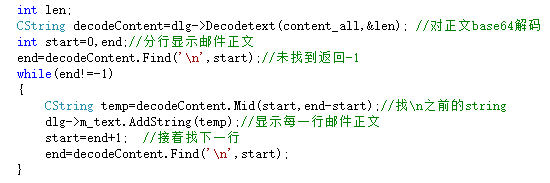 int len;
CString decodeContent=dlg->Decodetext(content_all,&len); //对正文base64解码
int start=0,end;//分行显示邮件正文
end=decodeContent.Find('\n',start);//未找到返回-1
while(end!=-1)
{
CString temp=decodeContent.Mid(start,end-start);//找\n之前的string
dlg->m_text.AddString(temp);//显示每一行邮件正文
start=end+1; //接着找下一行
end=decodeContent.Find('\n',start);
}